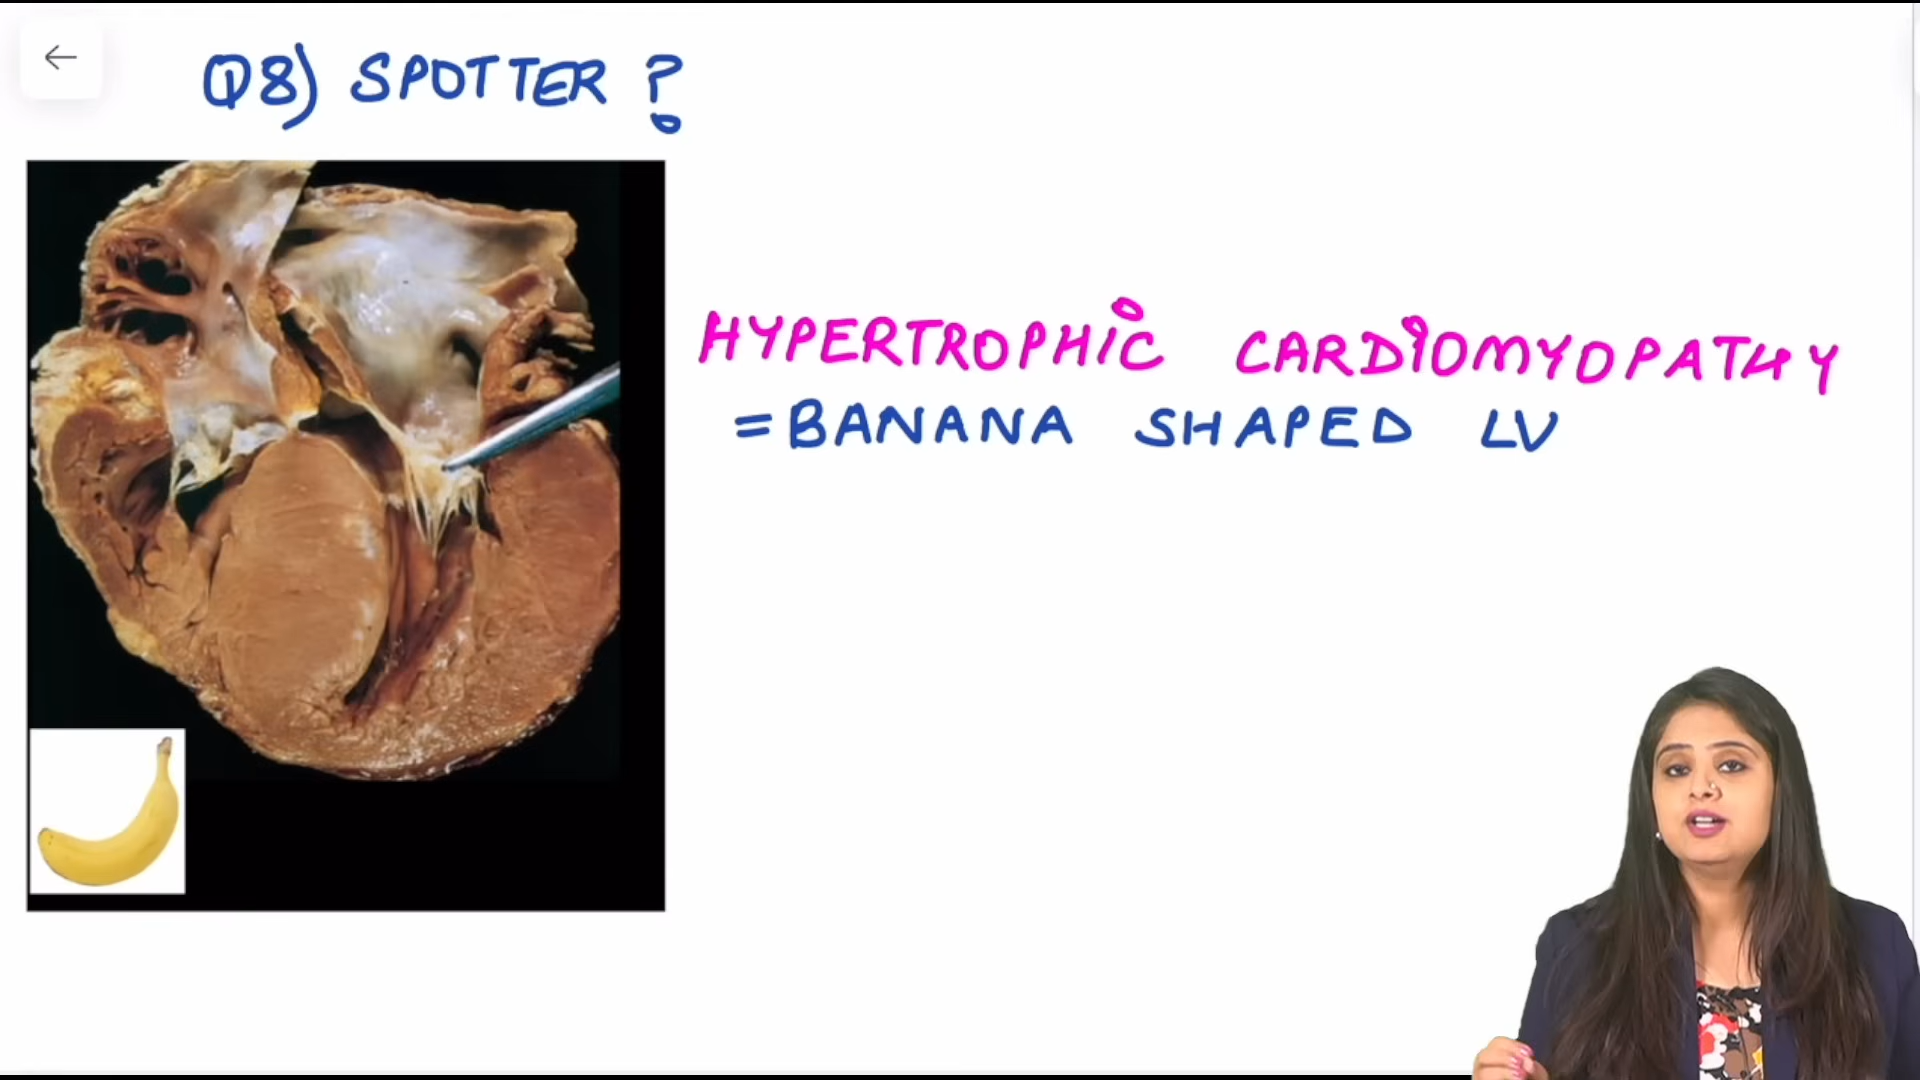 Q8) SPOTTER ?
HYPERTROPHIC CARDIOMYOPATHY
= BANANA SHAPED LV